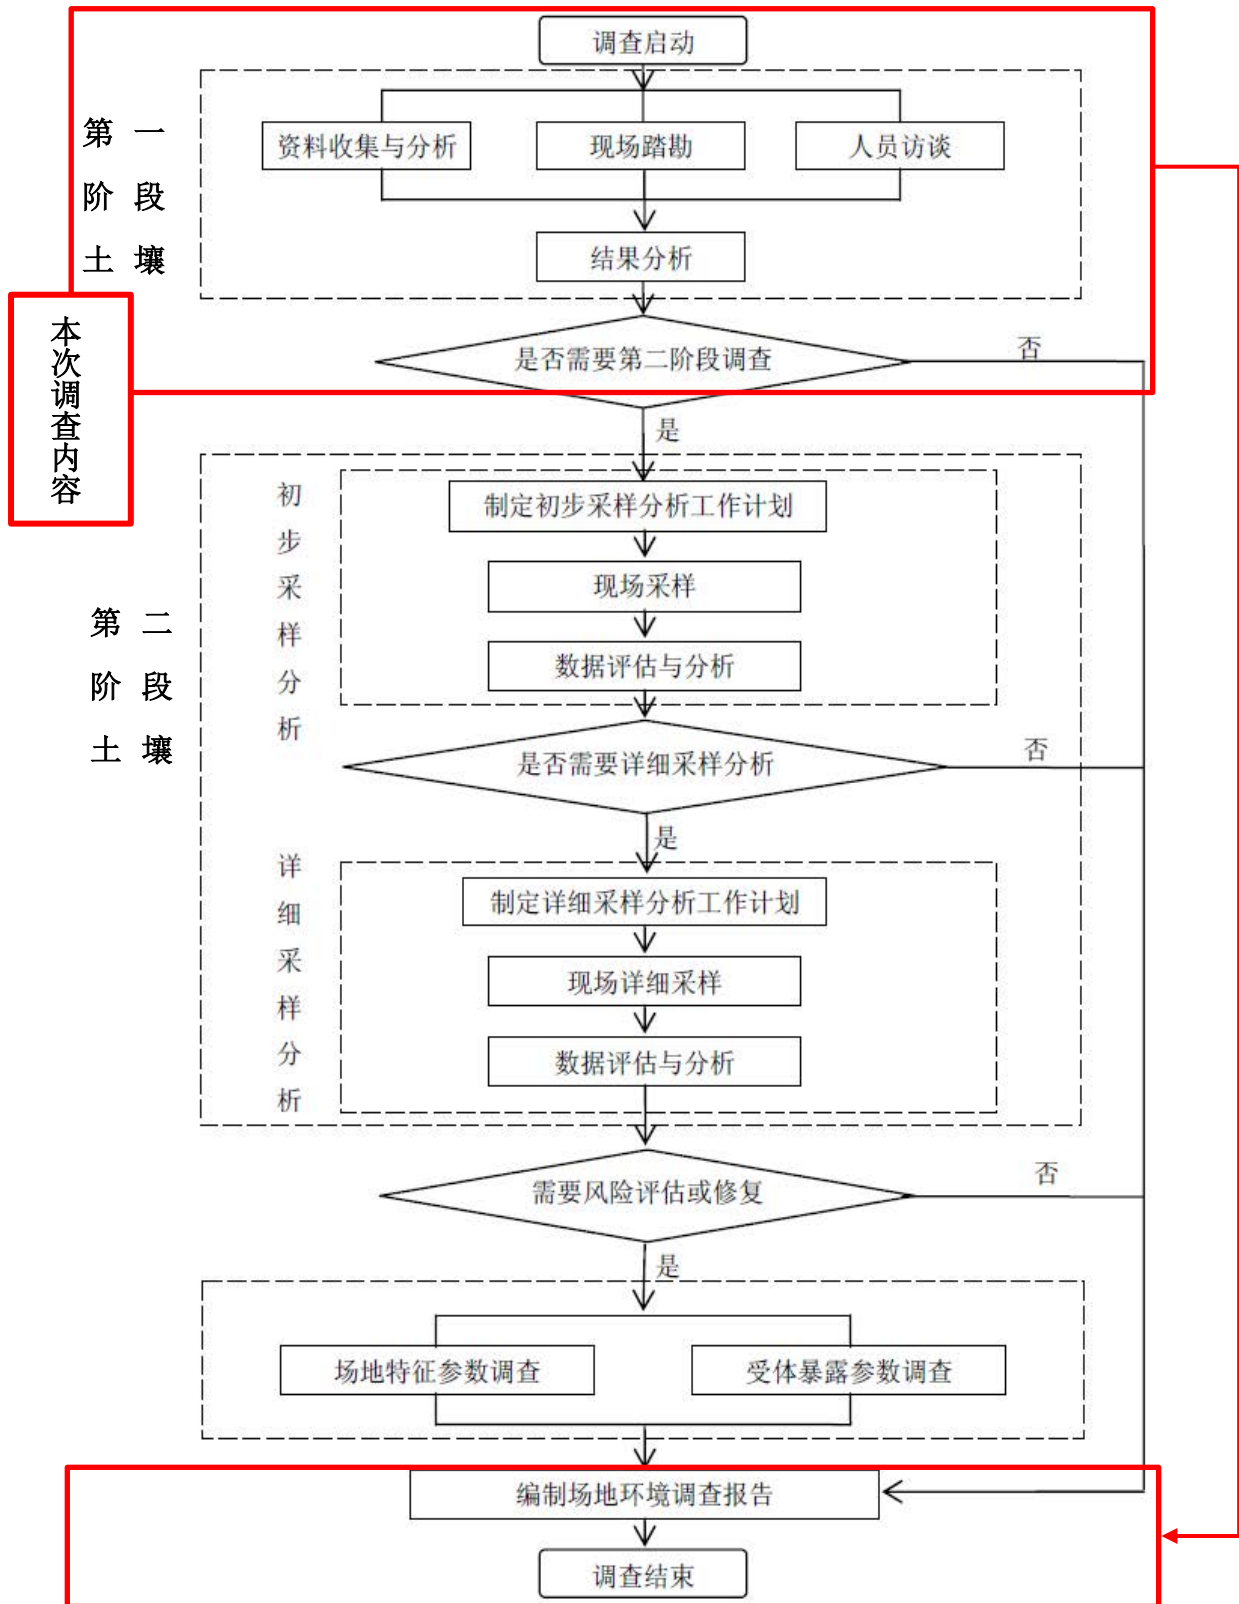 调查启动
第一
阶段
土壤
资料收集与分析
现场踏勘
人员访谈
结果分析
本次调查内容
是否需要第二阶段调查
否
是
第二
阶段
土壤
初步采样分析
制定初步采样分析工作计划
现场采样
数据评估与分析
是否需要详细采样分析
否
是
详细采样分析
制定详细采样分析工作计划
现场详细采样
数据评估与分析
需要风险评估或修复
否
是
场地特征参数调查
受体暴露参数调查
编制场地环境调查报告
调查结束